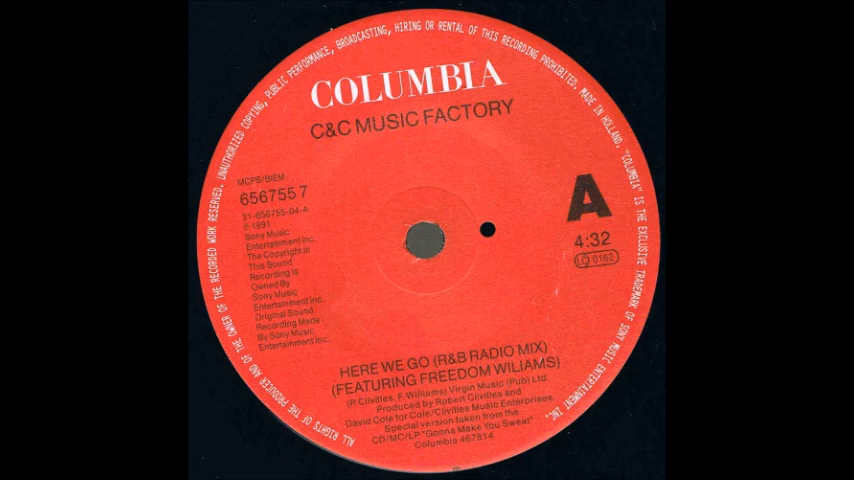 ALL RIGHTS OF THE PRODUCER AND OF THE OWNER OF THE RECORDED WORK RESERVED. UNAUTHORIZED COPYING, PUBLIC PERFORMANCE, BROADCASTING, HIRING OR RENTAL OF THIS RECORDING PROHIBITED. MADE IN HOLLAND. "COLUMBIA" IS THE EXCLUSIVE TRADEMARK OF SONY MUSIC ENTERTAINMENT INC.
COLUMBIA
C&C MUSIC FACTORY
MCPS/BIEM
656755 7
91-656755-04-A
℗ 1991
Sony Music
Entertainment Inc.
The Copyright in
This Sound
Recording is
Owned By
Sony Music
Entertainment Inc.
Original Sound
Recording Made
By Sony Music
Entertainment Inc.
A
4:32
LC 0162
HERE WE GO (R&B RADIO MIX)
(FEATURING FREEDOM WILIAMS)
(R Clivilles, F. Williams) Virgin Music (Pub) Ltd.
Produced by Robert Clivilles and
David Cole for Cole/Clivilles Music Enterprises
Special version taken from the
CD/MC/LP "Gonna Make You Sweat"
Columbia 467814